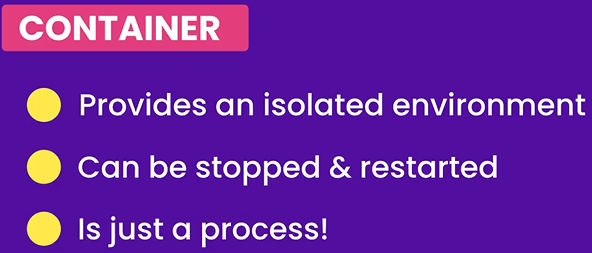 CONTAINER
Provides an isolated environment
Can be stopped & restarted
Is just a process!